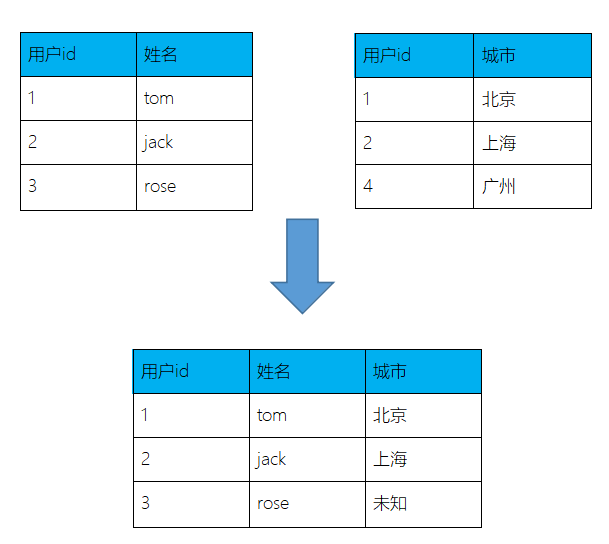 用户id 姓名
1 tom
2 jack
3 rose
用户id 城市
1 北京
2 上海
4 广州
用户id 姓名 城市
1 tom 北京
2 jack 上海
3 rose 未知